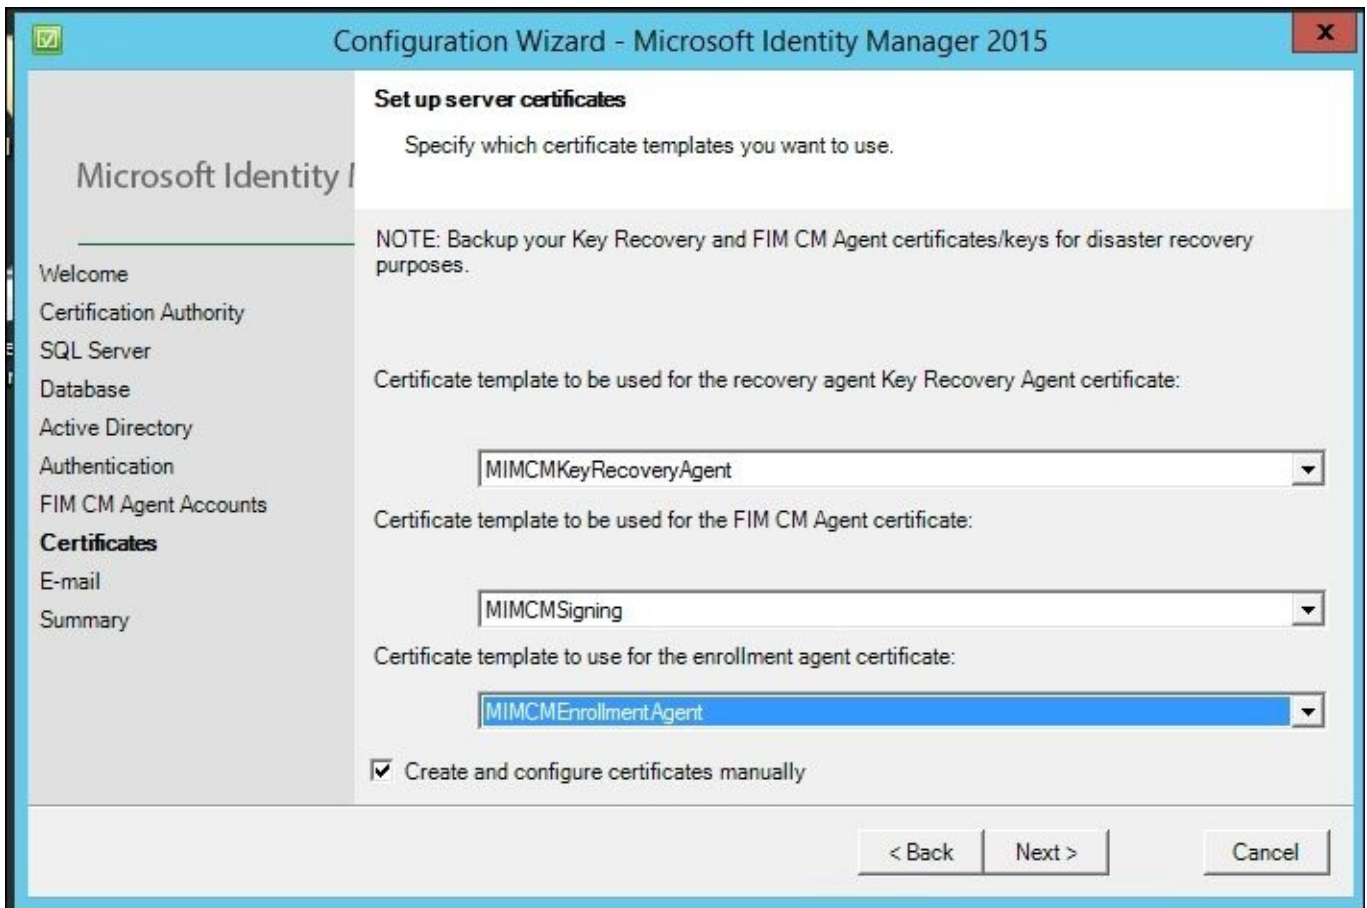 Configuration Wizard - Microsoft Identity Manager 2015
x
Set up server certificates
Specify which certificate templates you want to use.
Microsoft Identity
NOTE: Backup your Key Recovery and FIM CM Agent certificates/keys for disaster recovery
purposes.
Welcome
Certification Authority
SQL Server
Database
Active Directory
Authentication
FIM CM Agent Accounts
Certificates
E-mail
Summary
Certificate template to be used for the recovery agent Key Recovery Agent certificate:
MIMCMKeyRecoveryAgent
Certificate template to be used for the FIM CM Agent certificate:
MIMCMSigning
Certificate template to use for the enrollment agent certificate:
MIMCMEnrollmentAgent
Create and configure certificates manually
< Back
Next >
Cancel